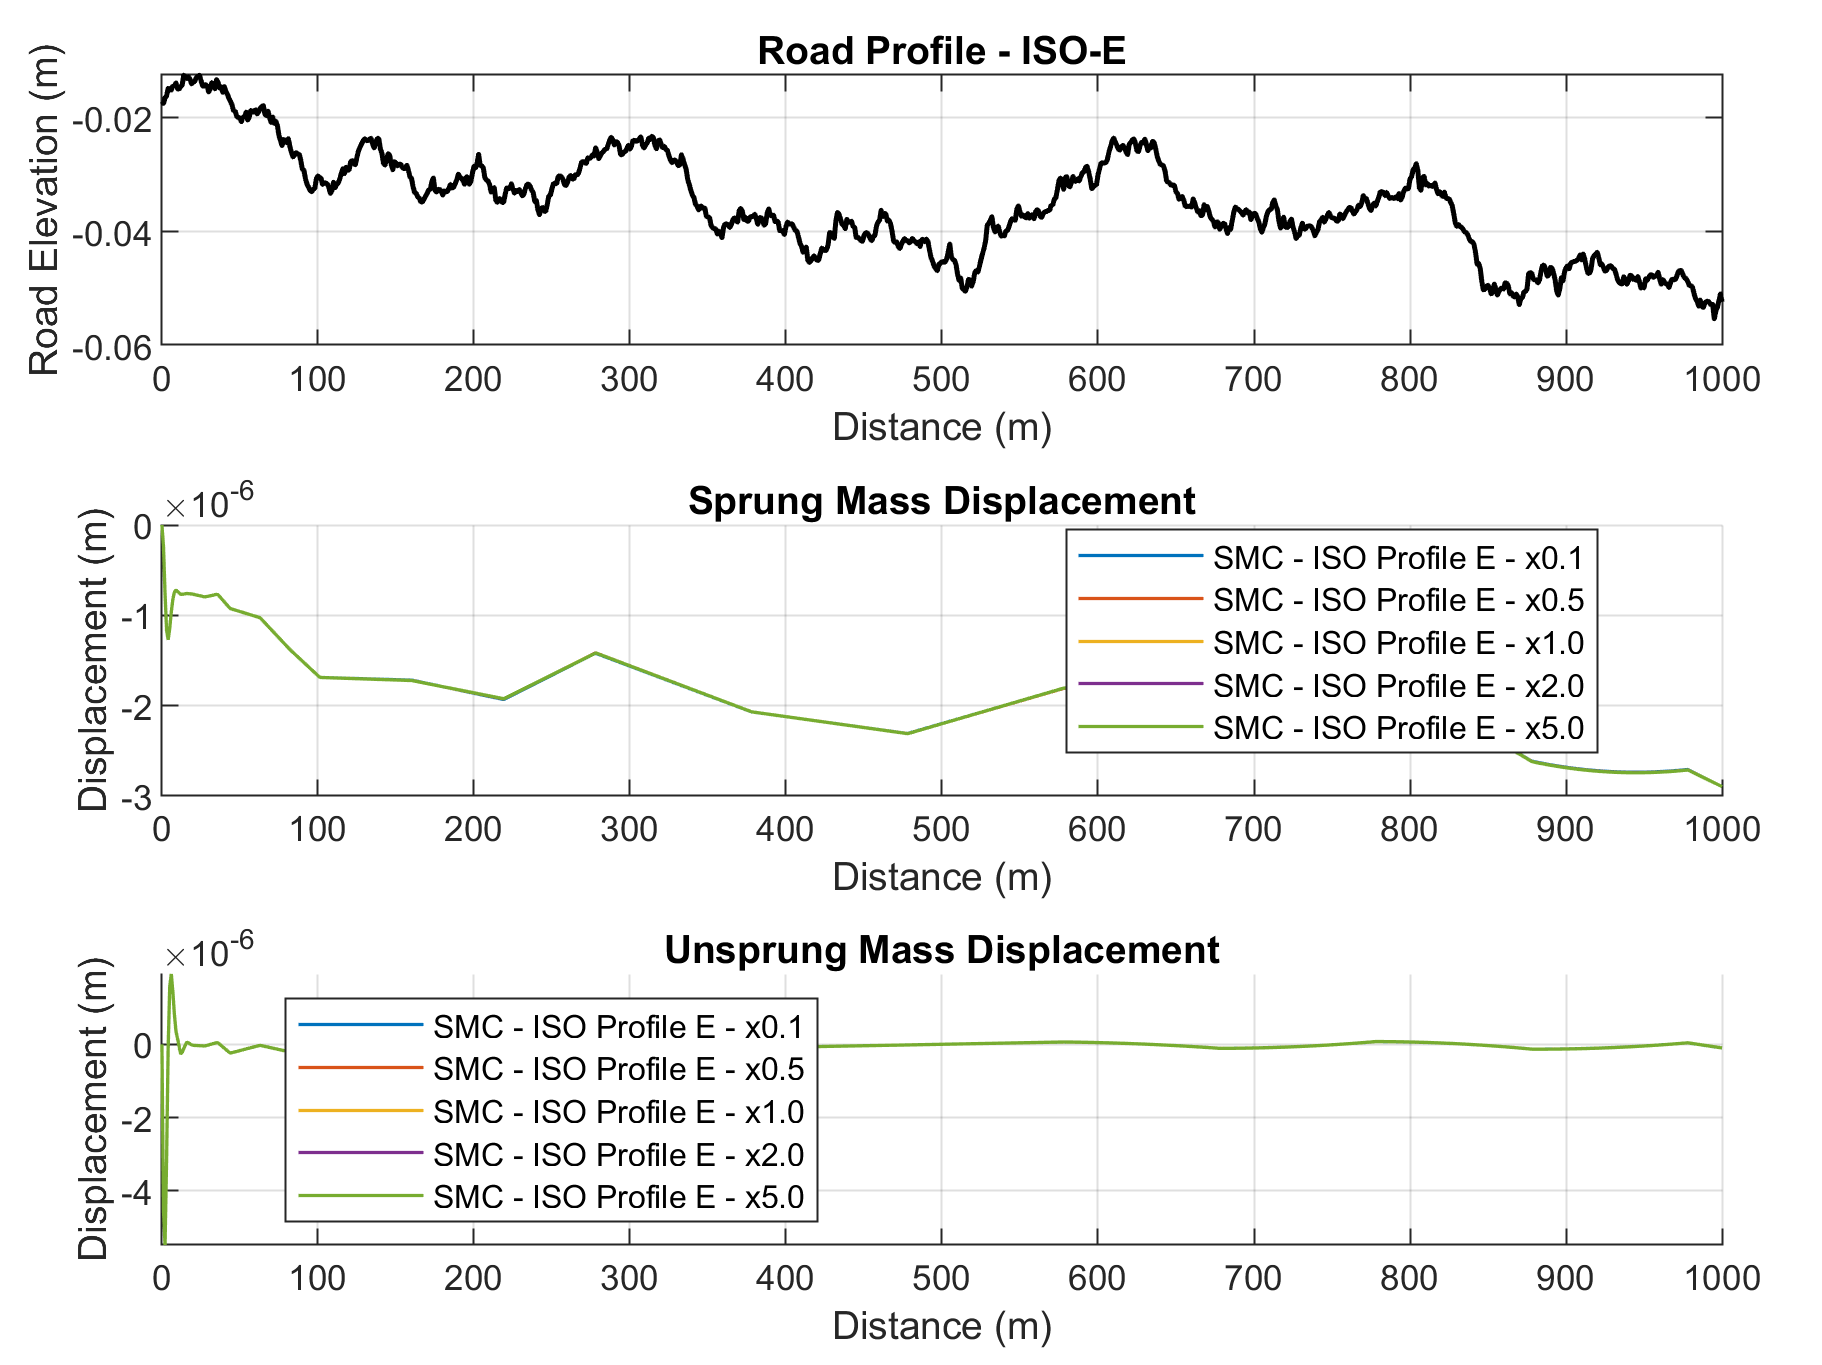 Road Profile - ISO-E
Road Elevation (m)
-0.02
-0.04
-0.06
0 100 200 300 400 500 600 700 800 900 1000
Distance (m)
Sprung Mass Displacement
×10-6
Displacement (m)
0
-1
-2
-3
SMC - ISO Profile E - x0.1
SMC - ISO Profile E - x0.5
SMC - ISO Profile E - x1.0
SMC - ISO Profile E - x2.0
SMC - ISO Profile E - x5.0
0 100 200 300 400 500 600 700 800 900 1000
Distance (m)
Unsprung Mass Displacement
×10-6
Displacement (m)
0
-2
-4
SMC - ISO Profile E - x0.1
SMC - ISO Profile E - x0.5
SMC - ISO Profile E - x1.0
SMC - ISO Profile E - x2.0
SMC - ISO Profile E - x5.0
0 100 200 300 400 500 600 700 800 900 1000
Distance (m)